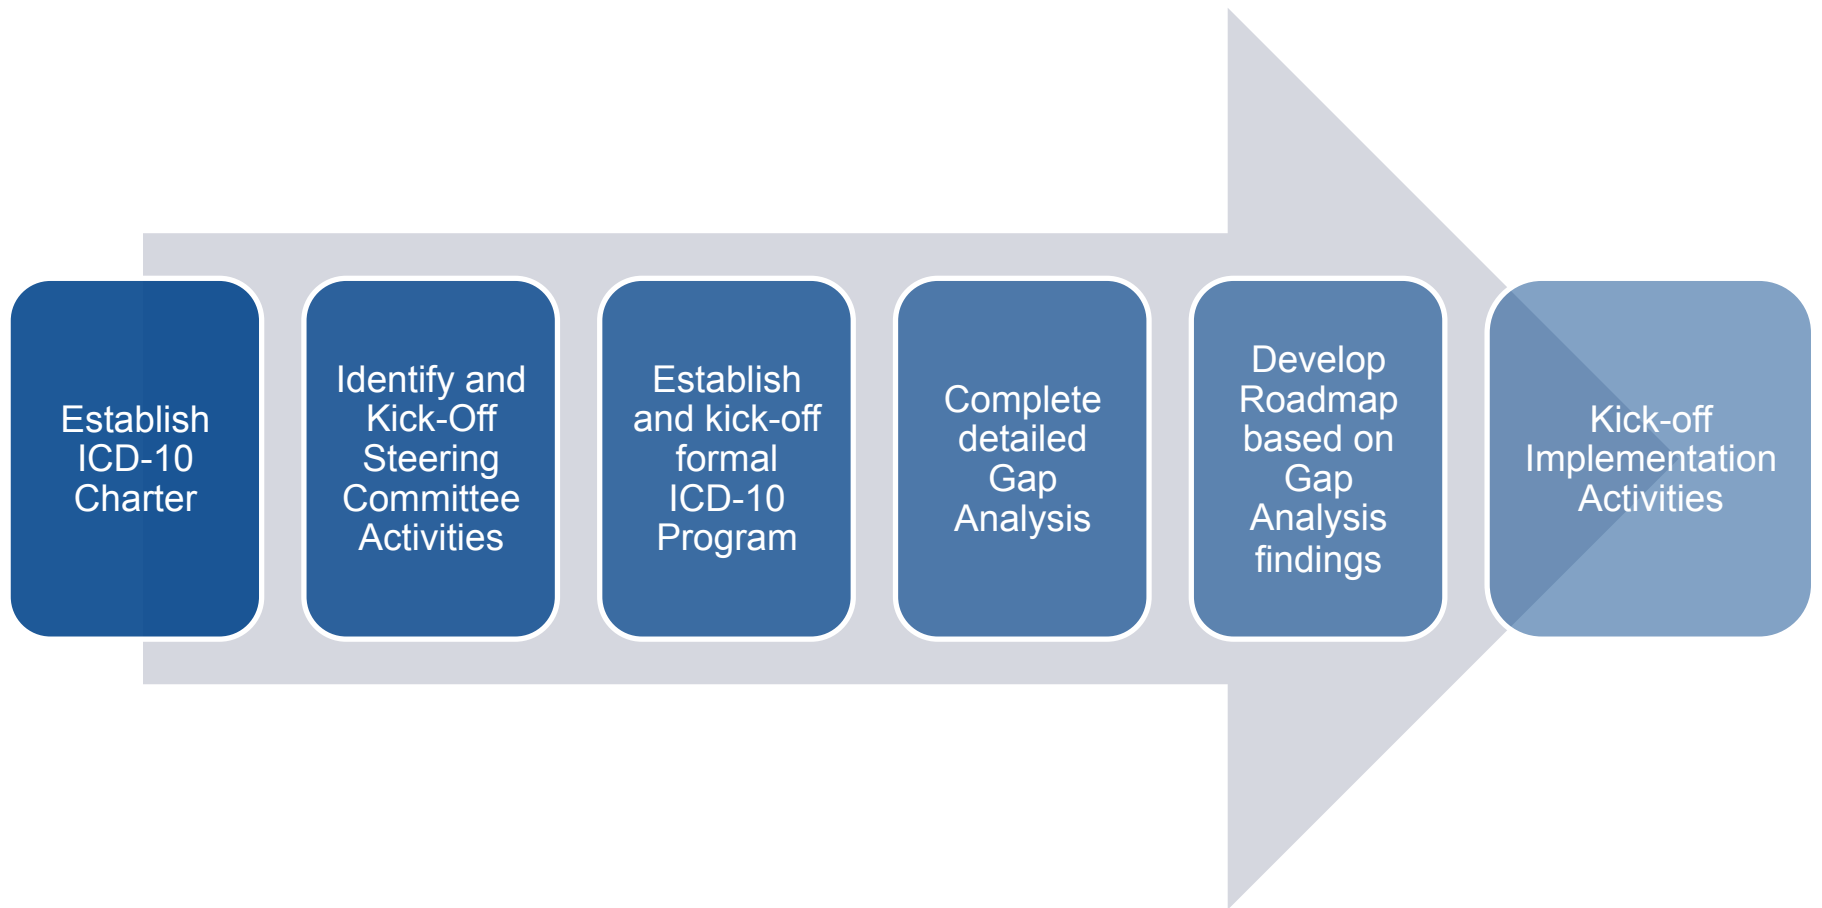 Establish
ICD-10
Charter
Identify and
Kick-Off
Steering
Committee
Activities
Establish
and kick-off
formal
ICD-10
Program
Complete
detailed
Gap
Analysis
Develop
Roadmap
based on
Gap
Analysis
findings
Kick-off
Implementation
Activities